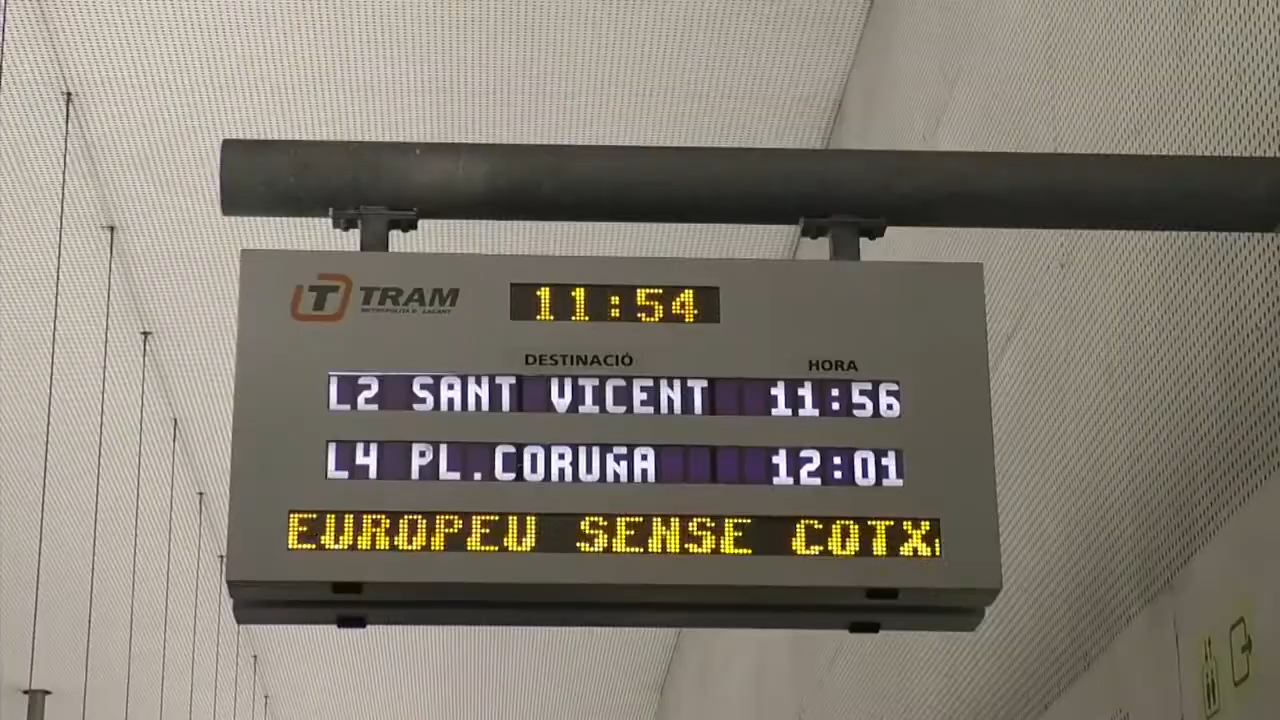 TRAM
METROPOLITÀ D'ALACANT
11:54
DESTINACIÓ HORA
L2 SANT VICENT 11:56
L4 PL.CORUÑA 12:01
EUROPEU SENSE COTX